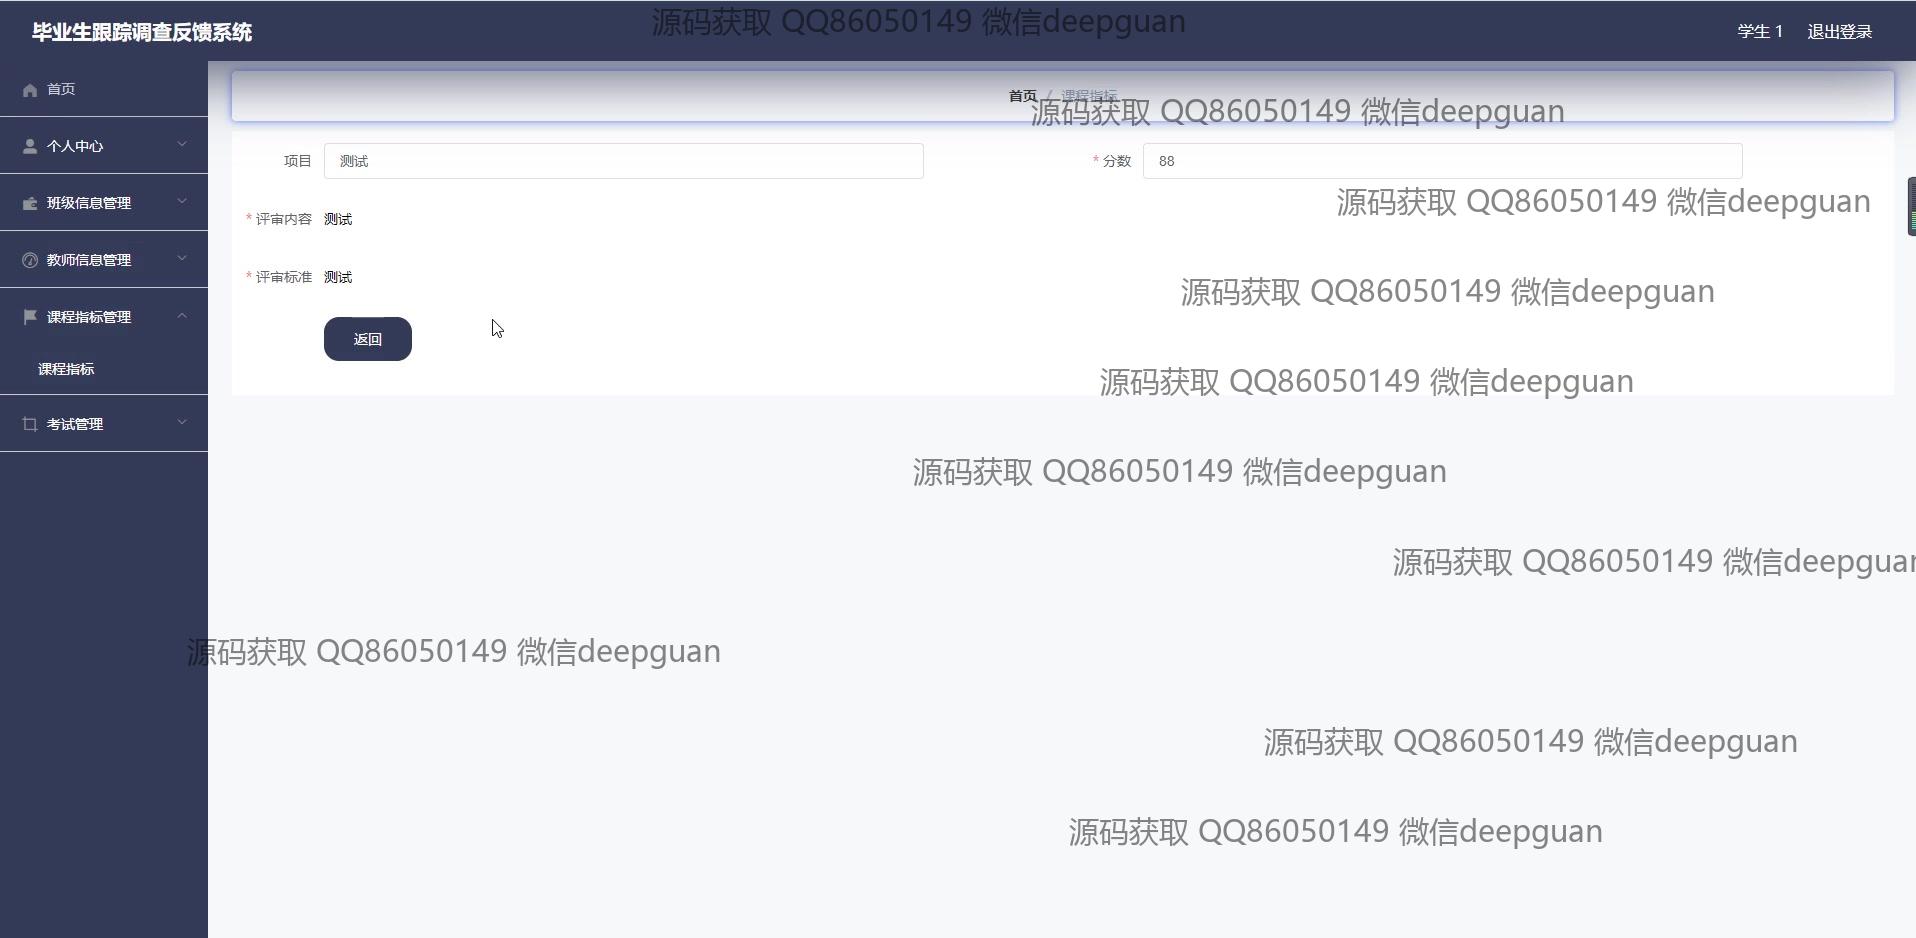 毕业生跟踪调查反馈系统
源码获取 QQ86050149 微信deepguan
学生 1 退出登录
首页
首页 / 课程指标
源码获取 QQ86050149 微信deepguan
个人中心
项目 测试
* 分数 88
班级信息管理
源码获取 QQ86050149 微信deepguan
* 评审内容 测试
教师信息管理
* 评审标准 测试
源码获取 QQ86050149 微信deepguan
课程指标管理
返回
课程指标
源码获取 QQ86050149 微信deepguan
考试管理
源码获取 QQ86050149 微信deepguan
源码获取 QQ86050149 微信deepguan
源码获取 QQ86050149 微信deepguan
源码获取 QQ86050149 微信deepguan
源码获取 QQ86050149 微信deepguan